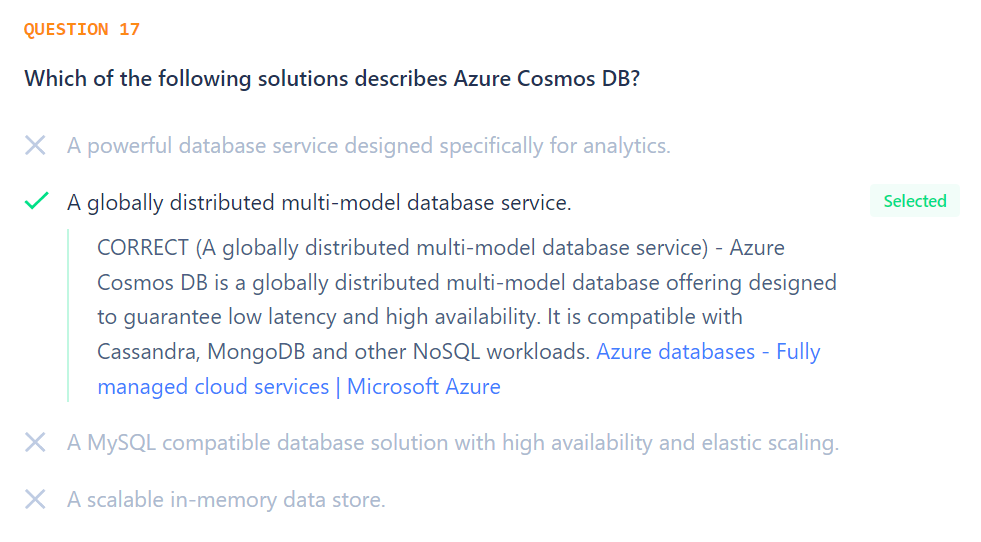 QUESTION 17
Which of the following solutions describes Azure Cosmos DB?
A powerful database service designed specifically for analytics.
A globally distributed multi-model database service.
Selected
CORRECT (A globally distributed multi-model database service) - Azure
Cosmos DB is a globally distributed multi-model database offering designed
to guarantee low latency and high availability. It is compatible with
Cassandra, MongoDB and other NoSQL workloads. Azure databases - Fully
managed cloud services | Microsoft Azure
A MySQL compatible database solution with high availability and elastic scaling.
A scalable in-memory data store.